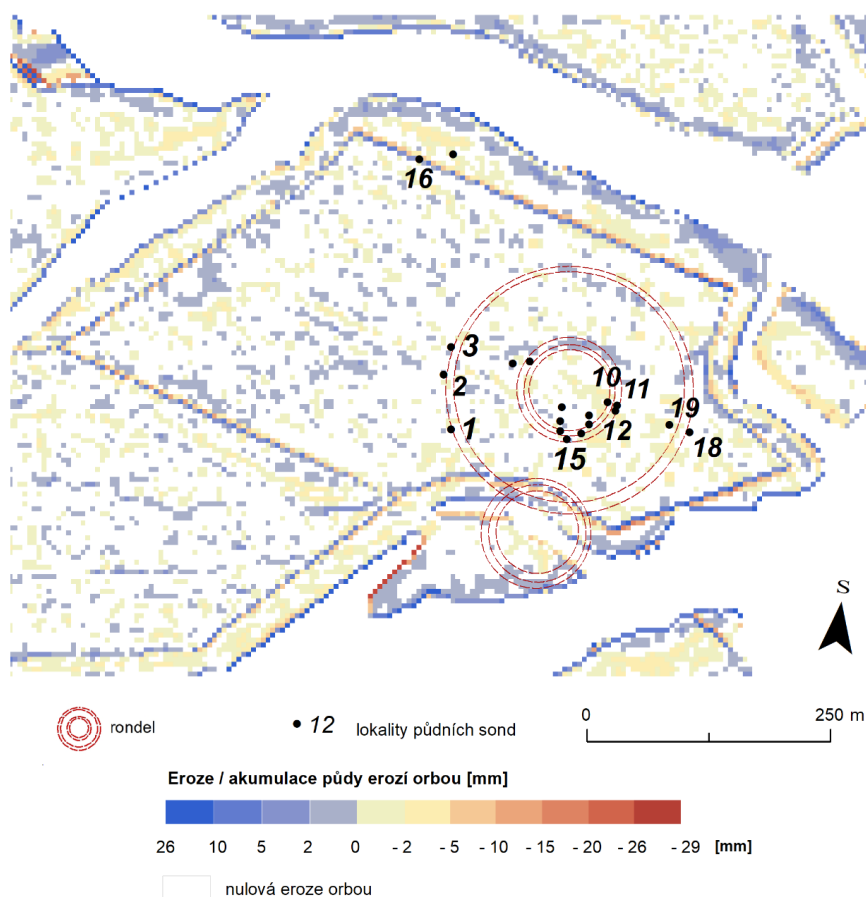 16
3
2
10
11
1
12
19
18
15
S
rondel
12 lokality půdních sond
0 250 m
Eroze / akumulace půdy erozí orbou [mm]
26 10 5 2 0 - 2 - 5 - 10 - 15 - 20 - 26 - 29 [mm]
nulová eroze orbou